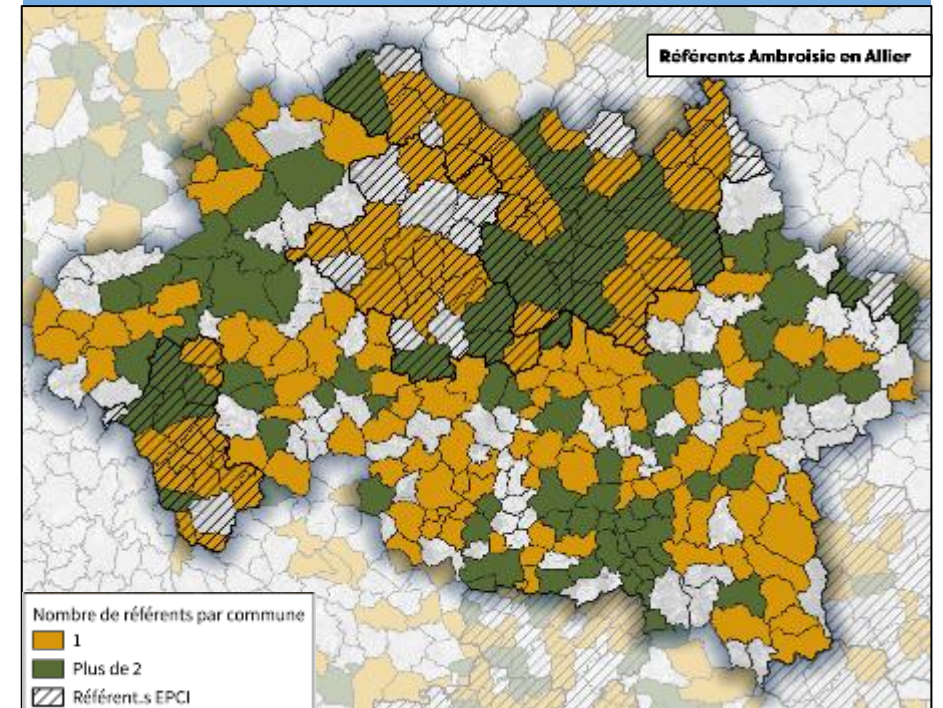 Référents Ambroisie en Allier
Nombre de référents par commune
1
Plus de 2
Référent.s EPCI